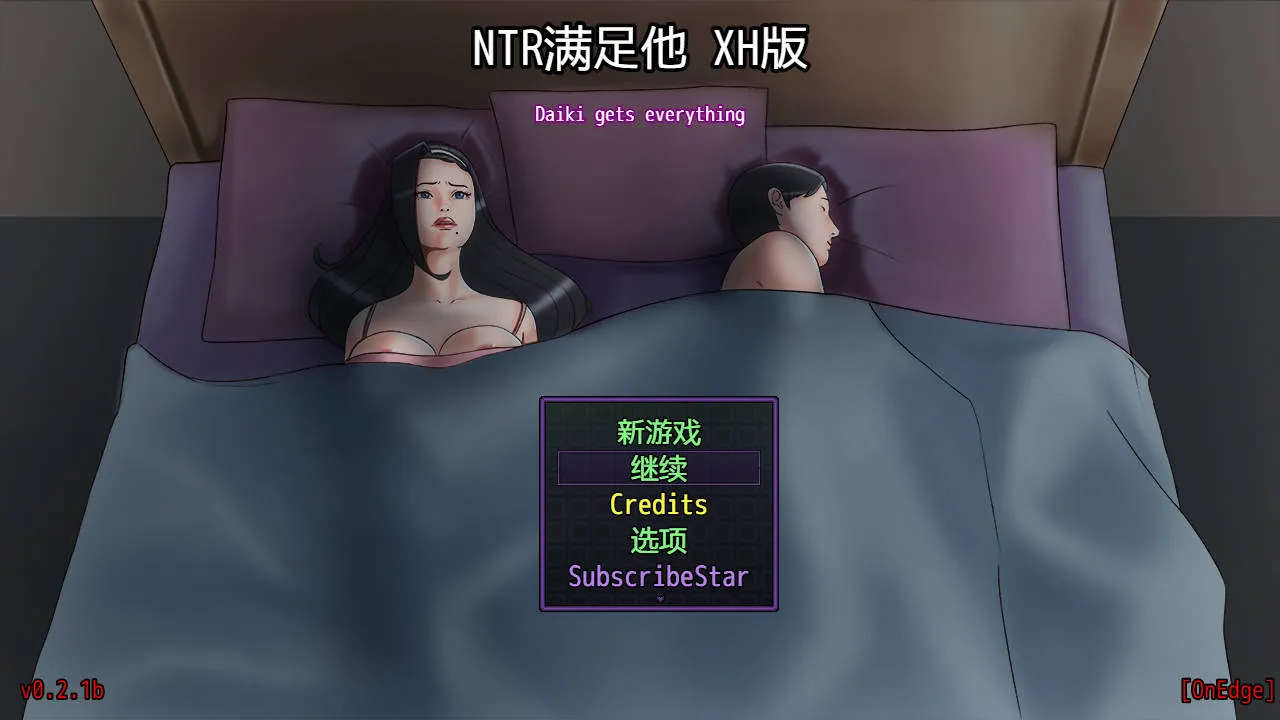 NTR满足他 XH版
Daiki gets everything
新游戏
继续
Credits
选项
SubscribeStar
v0.2.1b
[OnEdge]